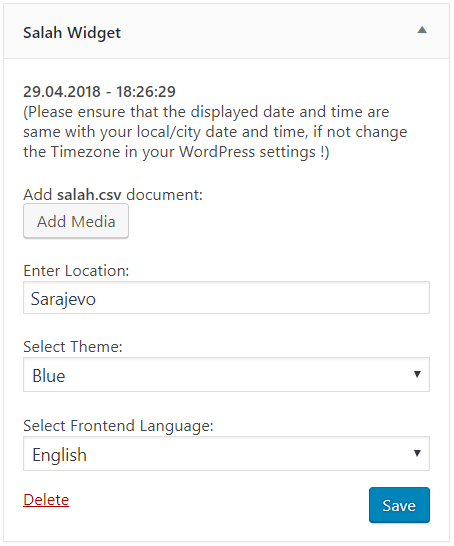 Salah Widget
29.04.2018 - 18:26:29
(Please ensure that the displayed date and time are
same with your local/city date and time, if not change
the Timezone in your WordPress settings !)
Add salah.csv document:
Add Media
Enter Location:
Sarajevo
Select Theme:
Blue
Select Frontend Language:
English
Delete
Save